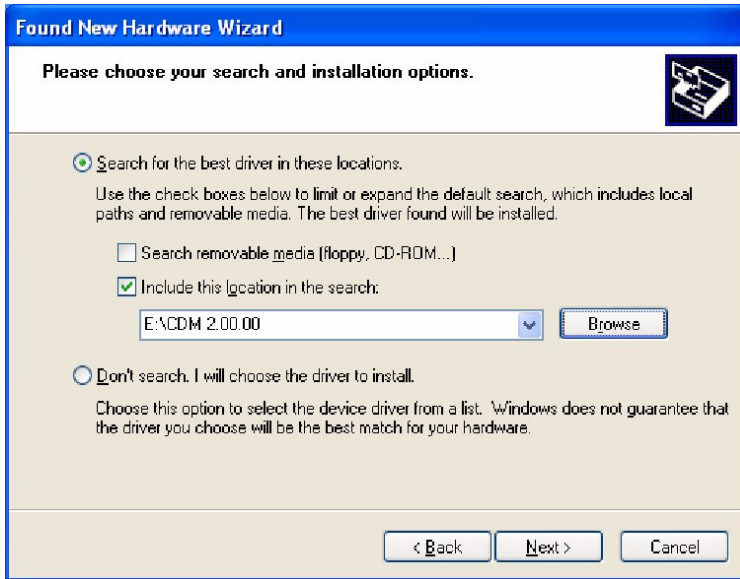 Found New Hardware Wizard
Please choose your search and installation options.
Search for the best driver in these locations.
Use the check boxes below to limit or expand the default search, which includes local
paths and removable media. The best driver found will be installed.
Search removable media (floppy, CD-ROM...)
Include this location in the search:
E:\CDM 2.00.00
Browse
Don't search. I will choose the driver to install.
Choose this option to select the device driver from a list. Windows does not guarantee that
the driver you choose will be the best match for your hardware.
< Back Next > Cancel